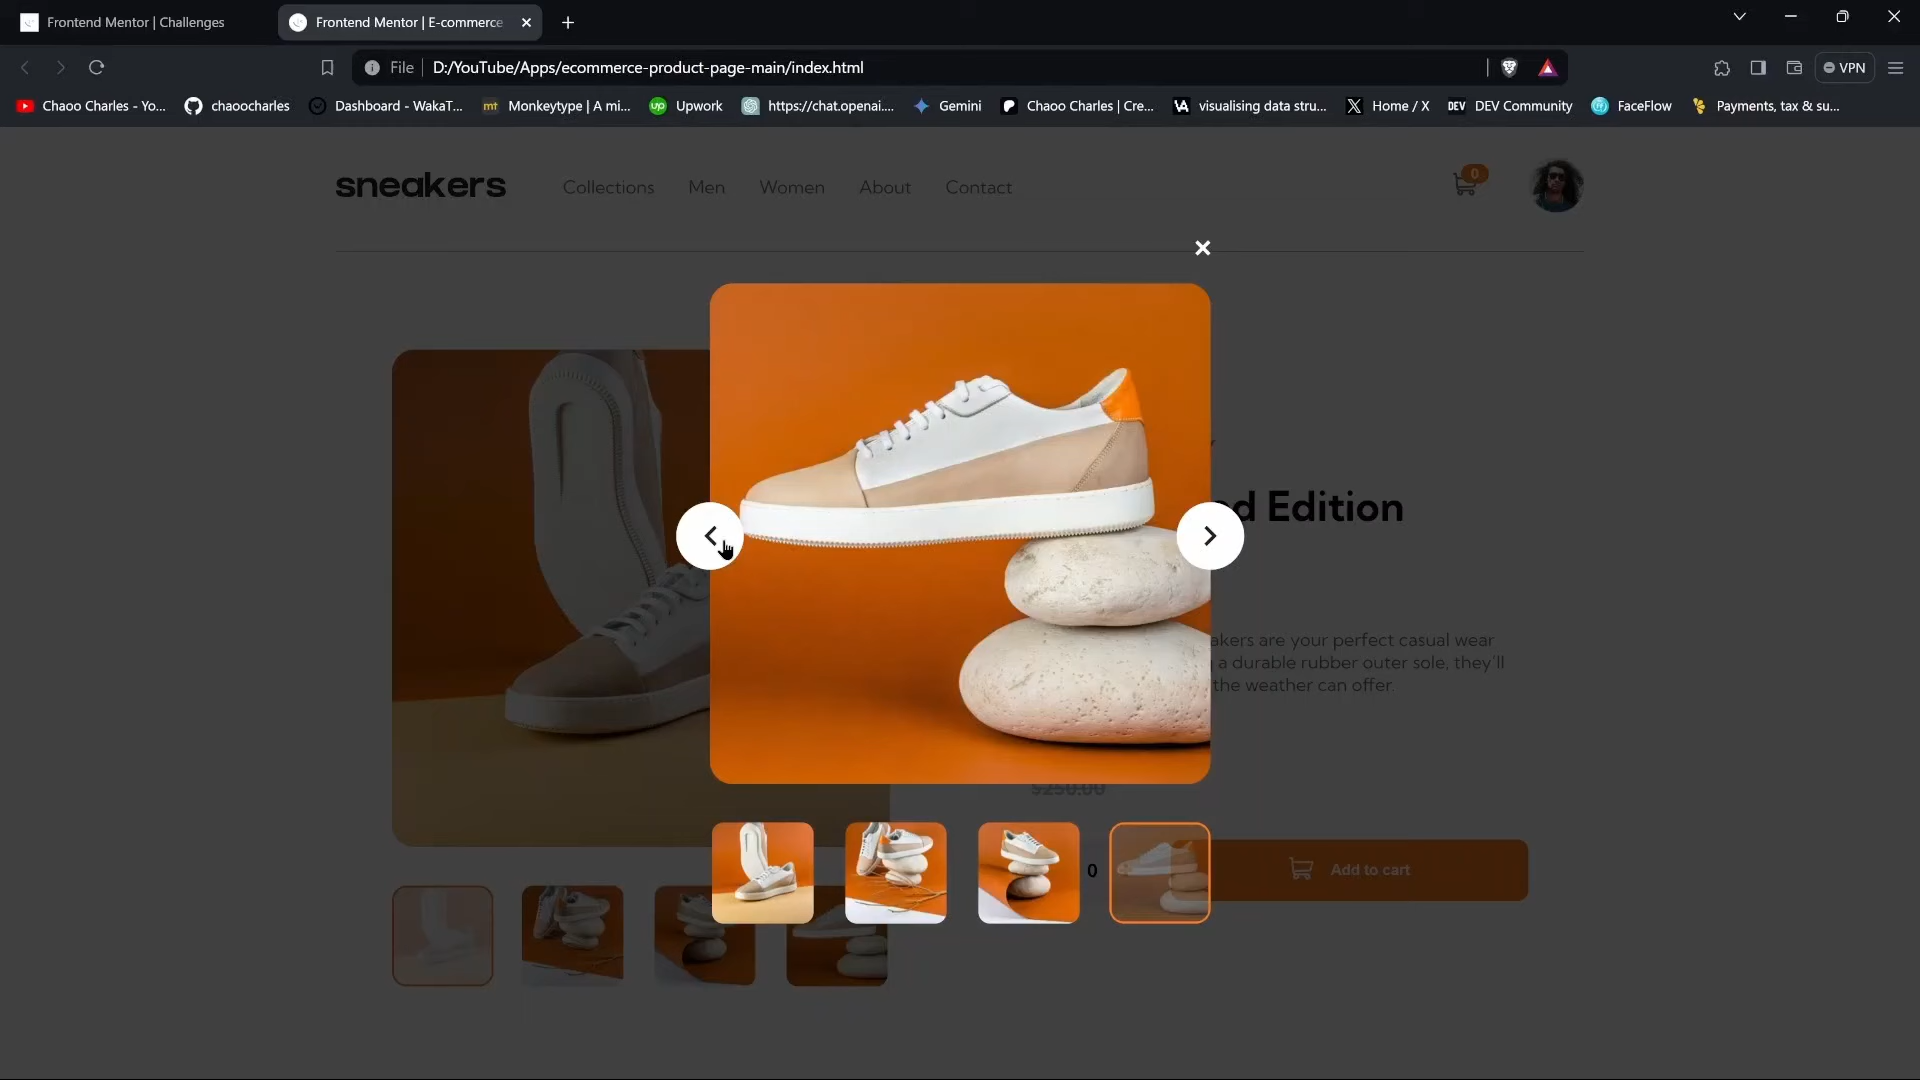 Frontend Mentor | Challenges
Frontend Mentor | E-commerce
File
D:/YouTube/Apps/ecommerce-product-page-main/index.html
VPN
Chaoo Charles - Yo...
chaoocharles
Dashboard - WakaT...
mt Monkeytype | A mi...
up Upwork
https://chat.openai....
Gemini
Chaoo Charles | Cre...
visualising data stru...
Home / X
DEV DEV Community
FaceFlow
Payments, tax & su...
sneakers
Collections
Men
Women
About
Contact
0
d Edition
akers are your perfect casual wear
a durable rubber outer sole, they'll
the weather can offer.
$250.00
0
Add to cart